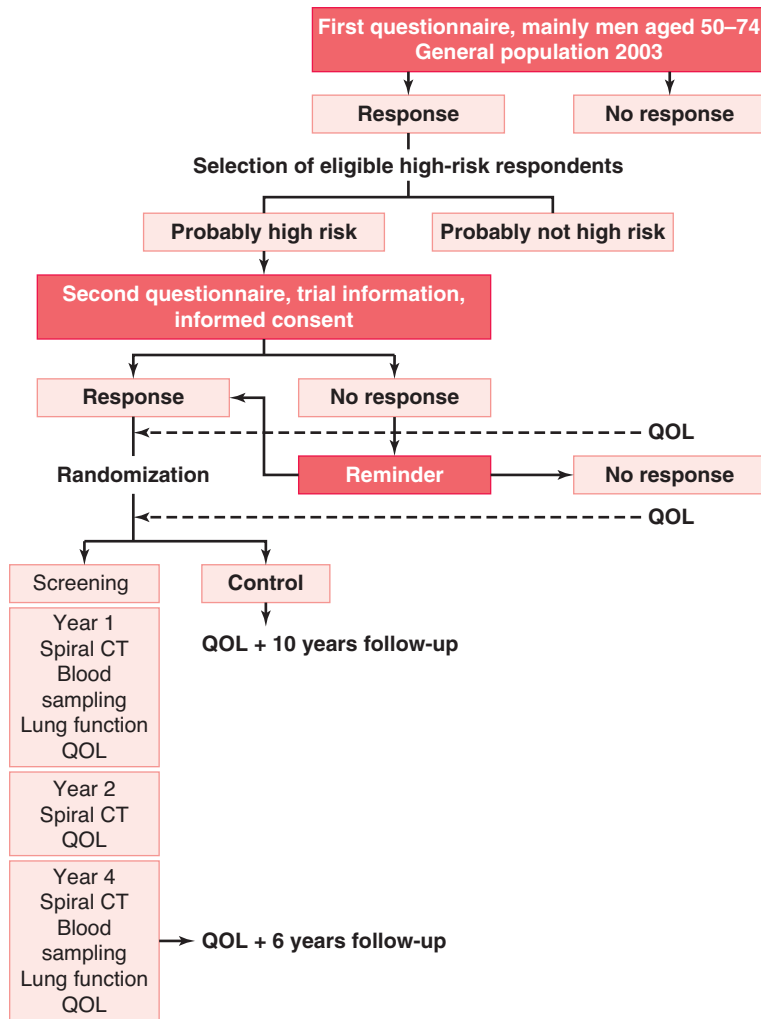 First questionnaire, mainly men aged 50–74
General population 2003
Response
No response
Selection of eligible high-risk respondents
Probably high risk
Probably not high risk
Second questionnaire, trial information,
informed consent
Response
No response
QOL
Randomization
Reminder
No response
QOL
Screening
Control
Year 1
Spiral CT
Blood
sampling
Lung function
QOL
QOL + 10 years follow-up
Year 2
Spiral CT
QOL
Year 4
Spiral CT
Blood
sampling
Lung function
QOL
QOL + 6 years follow-up